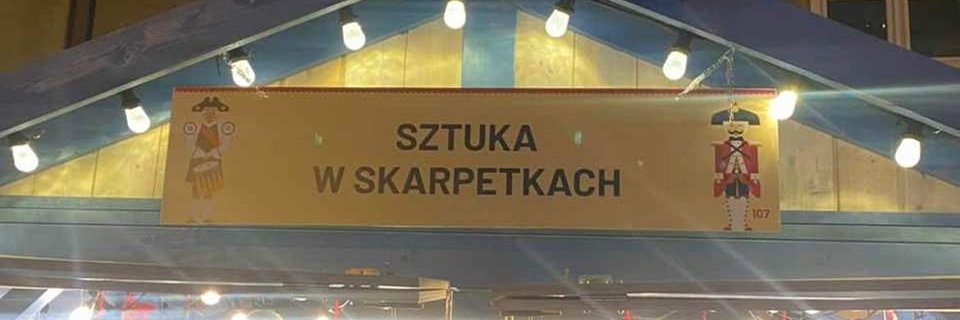 SZTUKA
W SKARPETKACH
107